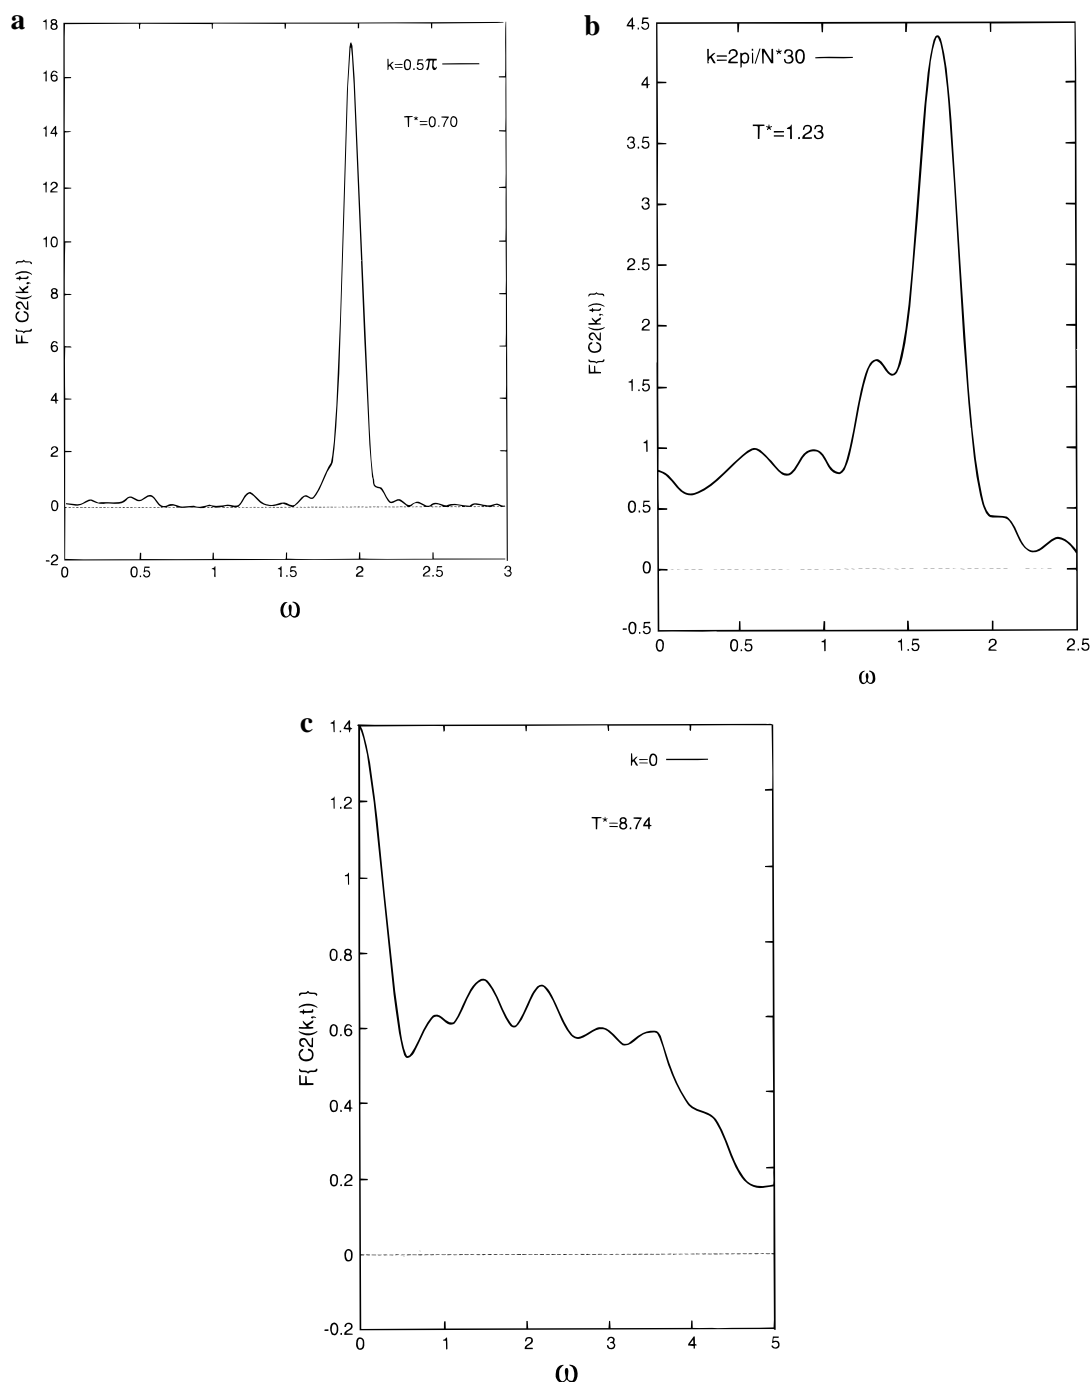 a
18
16
14
12
10
8
6
4
2
0
-2
0 0.5 1 1.5 2 2.5 3
F{ C2(k,t) }
ω
k=0.5π
T*=0.70
b
4.5
4
3.5
3
2.5
2
1.5
1
0.5
0
-0.5
0 0.5 1 1.5 2 2.5
F{ C2(k,t) }
ω
k=2pi/N*30
T*=1.23
c
1.4
1.2
1
0.8
0.6
0.4
0.2
0
-0.2
0 1 2 3 4 5
F{ C2(k,t) }
ω
k=0
T*=8.74